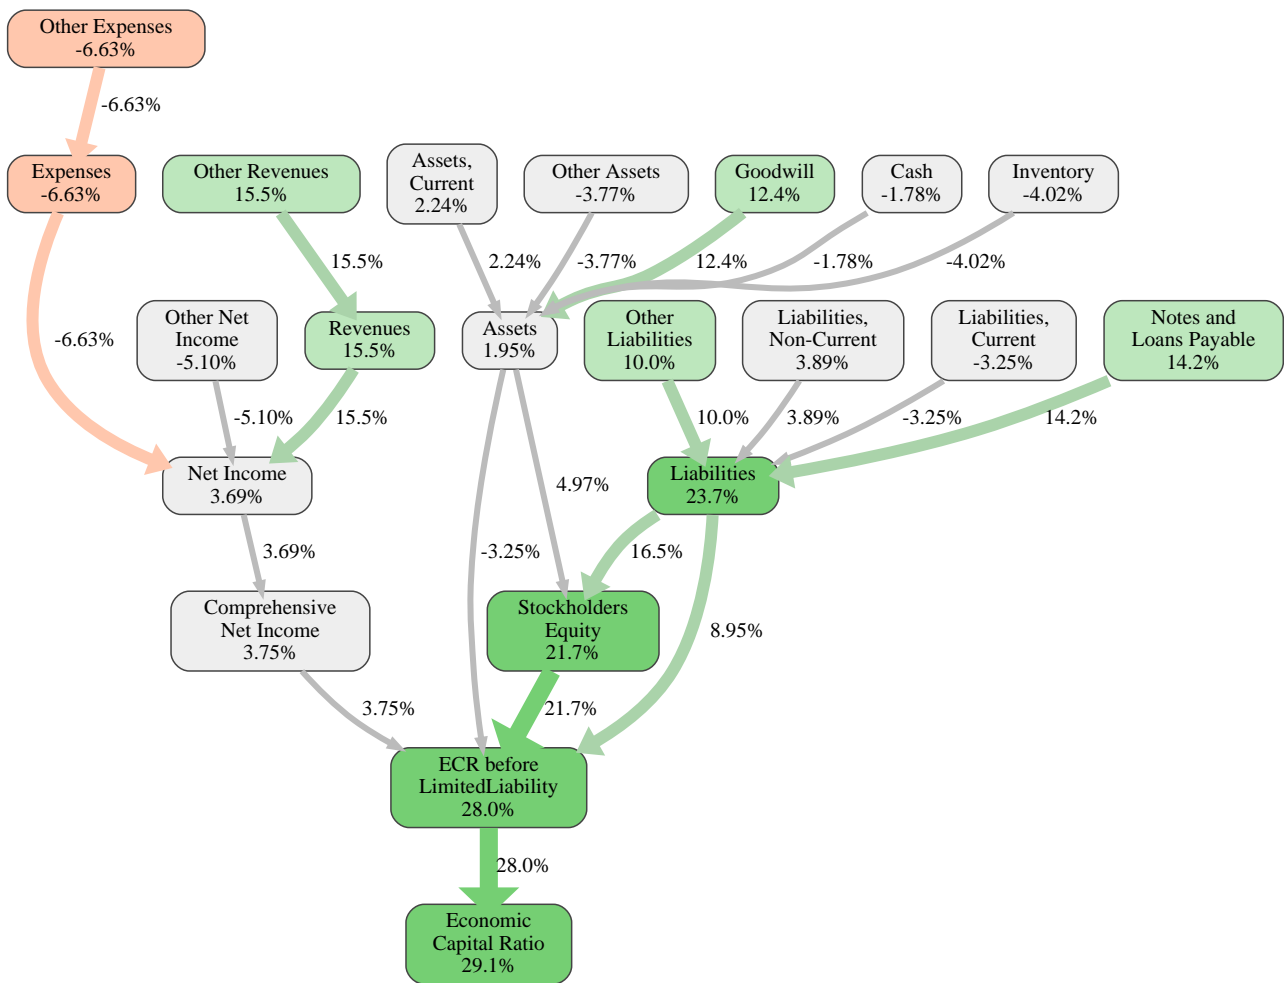 Other Expenses
-6.63%
-6.63%
Expenses
-6.63%
Other Revenues
15.5%
Assets,
Current
2.24%
Other Assets
-3.77%
Goodwill
12.4%
Cash
-1.78%
Inventory
-4.02%
15.5%
2.24%
-3.77%
12.4%
-1.78%
-4.02%
-6.63%
Other Net
Income
-5.10%
Revenues
15.5%
Assets
1.95%
Other
Liabilities
10.0%
Liabilities,
Non-Current
3.89%
Liabilities,
Current
-3.25%
Notes and
Loans Payable
14.2%
-5.10%
15.5%
10.0%
3.89%
-3.25%
14.2%
Net Income
3.69%
4.97%
Liabilities
23.7%
3.69%
-3.25%
16.5%
Comprehensive
Net Income
3.75%
Stockholders
Equity
21.7%
8.95%
3.75%
21.7%
ECR before
LimitedLiability
28.0%
28.0%
Economic
Capital Ratio
29.1%